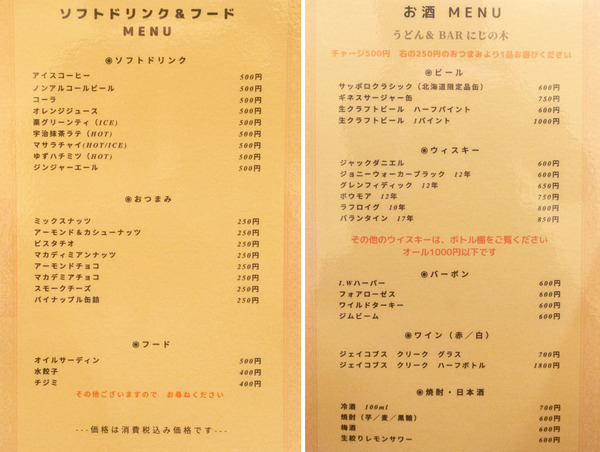 ソフトドリンク＆フード
MENU
◉ソフトドリンク
アイスコーヒー 500円
ノンアルコールビール 500円
コーラ 500円
オレンジジュース 500円
薬グリーンティ（ICE) 500円
宇治抹茶ラテ（HOT) 500円
マサラチャイ(HOT/ICE) 500円
ゆずハチミツ（HOT) 500円
ジンジャーエール 500円
◉おつまみ
ミックスナッツ 250円
アーモンド＆カシューナッツ 250円
ピスタチオ 250円
マカディミアンナッツ 250円
アーモンドチョコ 250円
マカデミアチョコ 250円
スモークチーズ 250円
パイナップル缶詰 250円
◉フード
オイルサーディン 500円
水餃子 400円
チジミ 400円
その他ございますので　お尋ねください
---価格は消費税込み価格です---
お酒 MENU
うどん& BAR にじの木
チャージ500円　右の250円のおつまみより1品お選びください
◉ビール
サッポロクラシック（北海道限定品缶） 600円
ギネスサージャー缶 750円
生クラフトビール　ハーフパイント 600円
生クラフトビール　1パイント 1000円
◉ウィスキー
ジャックダニエル 600円
ジョニーウォーカーブラック　12年 600円
グレンフィディック　12年 650円
ボウモア　12年 750円
ラフロイグ　10年 800円
バランタイン　17年 850円
その他のウイスキーは、ボトル棚をご覧ください
オール1000円以下です
◉バーボン
I.Wハーパー 600円
フォアローゼス 600円
ワイルドターキー 600円
ジムビーム 600円
◉ワイン（赤／白）
ジェイコブス　クリーク　グラス 700円
ジェイコブス　クリーク　ハーフボトル 1800円
◉焼酎・日本酒
冷酒　100ml 700円
焼酎（芋／麦／黒糖） 600円
梅酒 600円
生絞りレモンサワー 600円